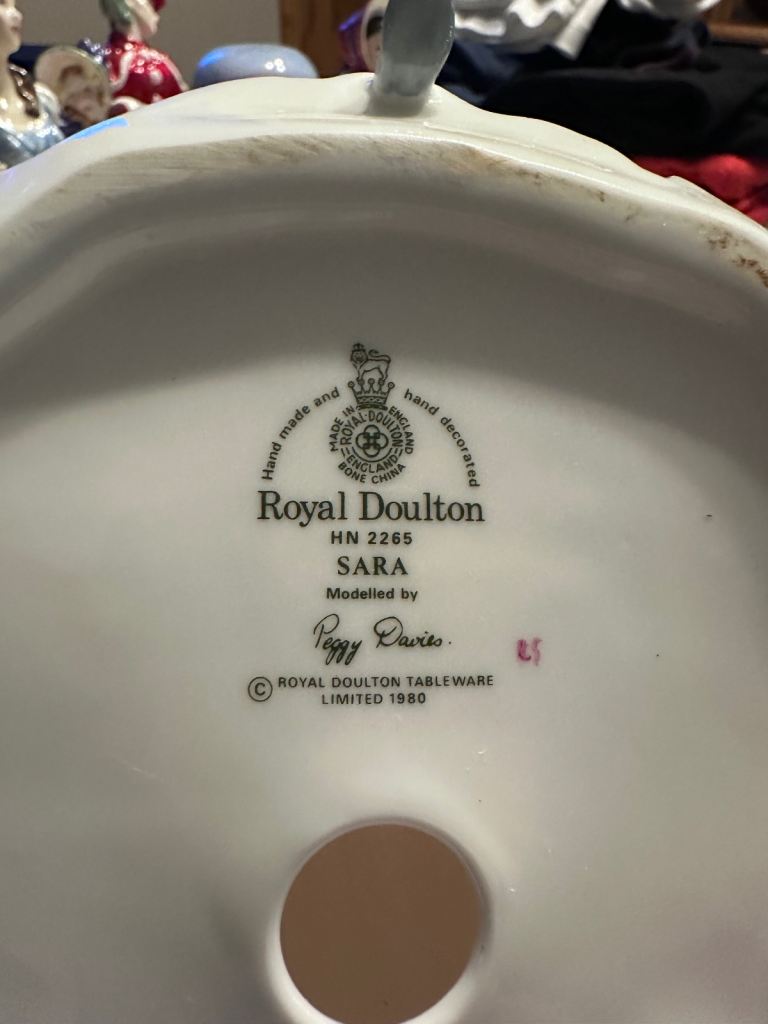 Hand made and hand decorated
MADE IN ENGLAND
ROYAL·DOULTON
ENGLAND
BONE CHINA
Royal Doulton
HN 2265
SARA
Modelled by
Peggy Davies.
© ROYAL DOULTON TABLEWARE
LIMITED 1980